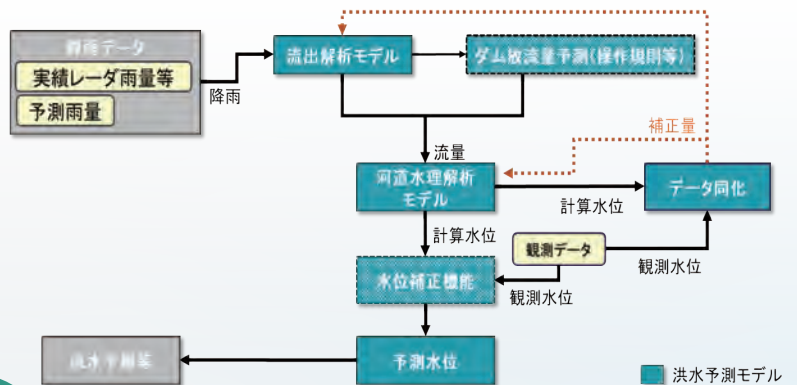 降雨データ
実績レーダ雨量等
予測雨量
降雨
流出解析モデル
ダム放流量予測(操作規則等)
補正量
流量
河道水理解析
モデル
計算水位
データ同化
計算水位
観測データ
観測水位
水位補正機能
観測水位
予測水位
洪水予測モデル